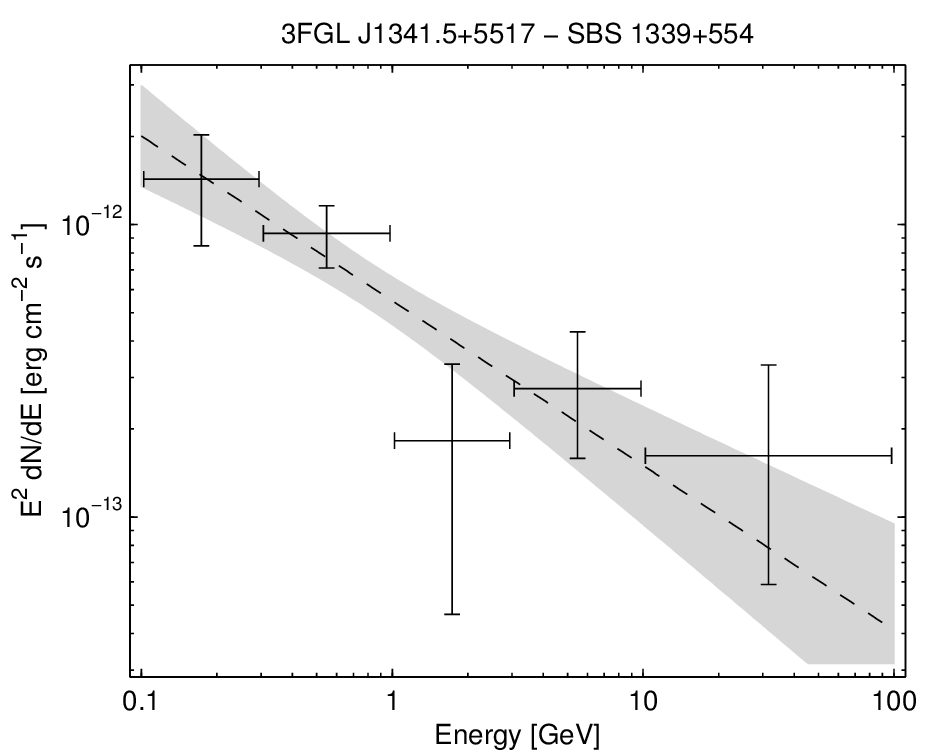 3FGL J1341.5+5517 − SBS 1339+554
E² dN/dE [erg cm⁻² s⁻¹]
10⁻¹²
10⁻¹³
0.1 1 10 100
Energy [GeV]